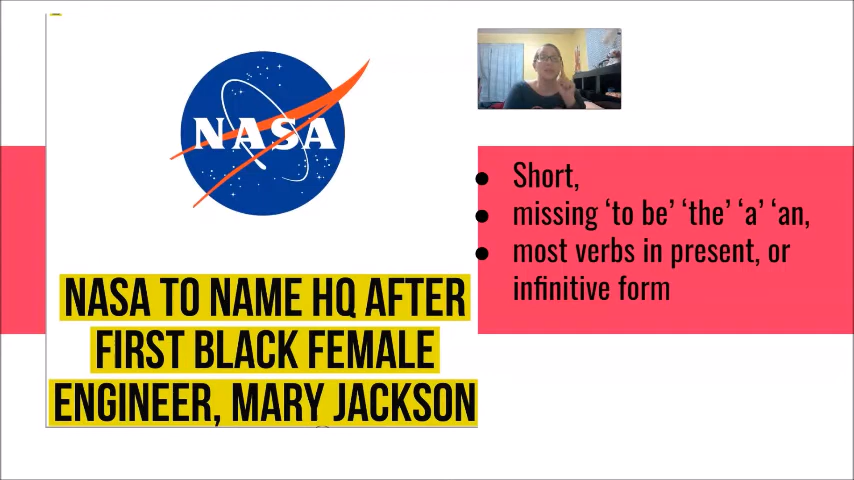 NASA
NASA TO NAME HQ AFTER
FIRST BLACK FEMALE
ENGINEER, MARY JACKSON
● Short,
● missing ‘to be’ ‘the’ ‘a’ ‘an,
● most verbs in present, or
infinitive form